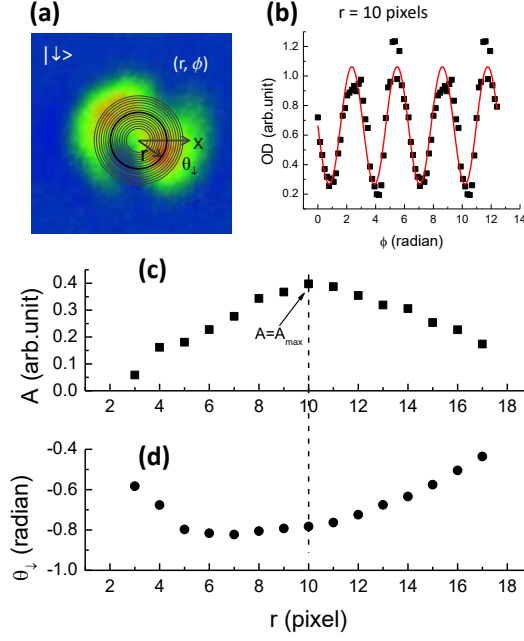 (a)
|↓>
(r, ϕ)
r
X
θ↓
(b)
r = 10 pixels
1.2
1.0
0.8
0.6
0.4
0.2
OD (arb.unit)
0 2 4 6 8 10 12 14
ϕ (radian)
(c)
0.4
0.3
0.2
0.1
0.0
A (arb.unit)
A=Amax
2 4 6 8 10 12 14 16 18
(d)
-0.4
-0.6
-0.8
-1.0
θ↓ (radian)
2 4 6 8 10 12 14 16 18
r (pixel)